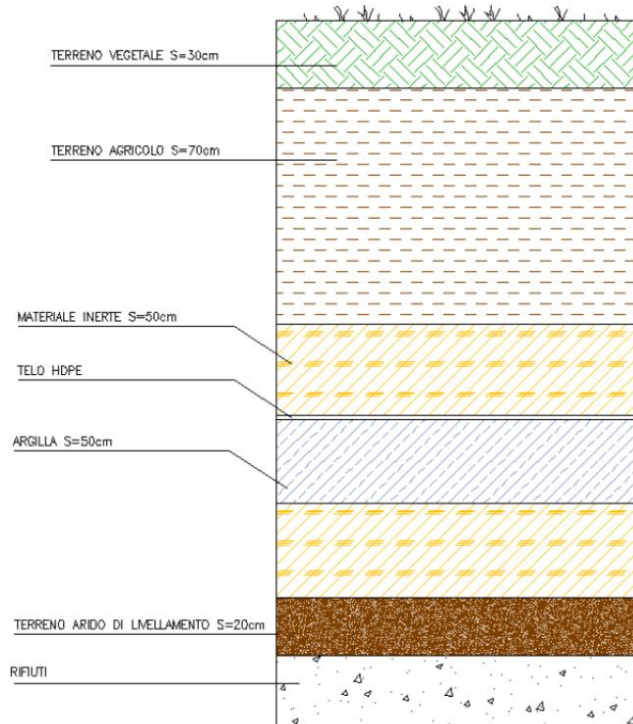 TERRENO VEGETALE S=30cm
TERRENO AGRICOLO S=70cm
MATERIALE INERTE S=50cm
TELO HDPE
ARGILLA S=50cm
TERRENO ARIDO DI LIVELLAMENTO S=20cm
RIFIUTI